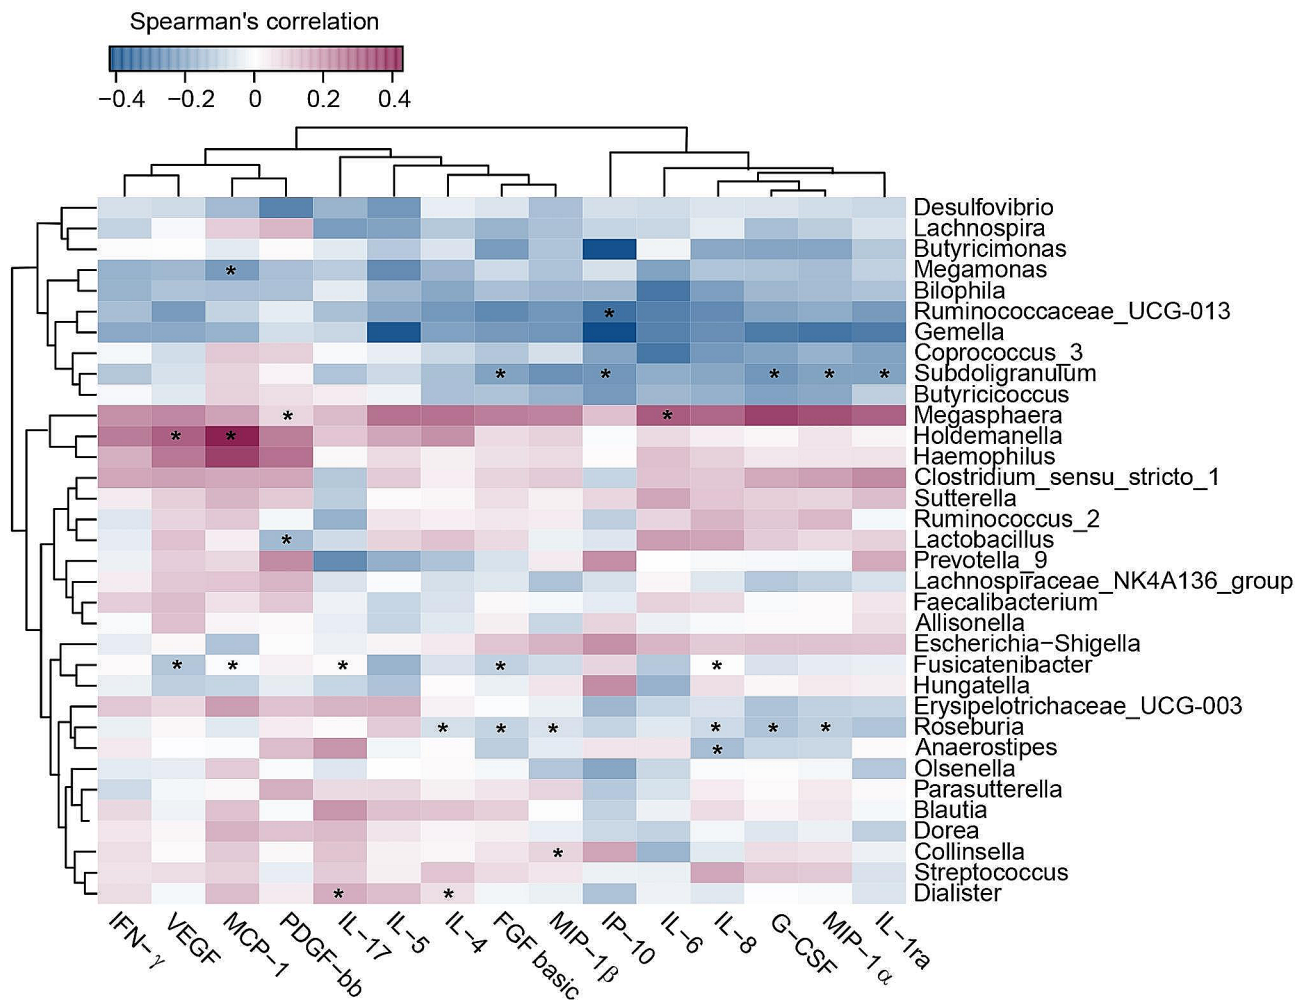 Spearman's correlation
−0.4 −0.2 0 0.2 0.4
Desulfovibrio
Lachnospira
Butyricimonas
*
Megamonas
Bilophila
*
Ruminococcaceae_UCG-013
Gemella
Coprococcus_3
* * * * *
Subdoligranulum
Butyricicoccus
* *
Megasphaera
* *
Holdemanella
Haemophilus
Clostridium_sensu_stricto_1
Sutterella
Ruminococcus_2
*
Lactobacillus
Prevotella_9
Lachnospiraceae_NK4A136_group
Faecalibacterium
Allisonella
Escherichia−Shigella
* * * * *
Fusicatenibacter
Hungatella
Erysipelotrichaceae_UCG-003
* * * * * *
Roseburia
*
Anaerostipes
Olsenella
Parasutterella
Blautia
Dorea
*
Collinsella
Streptococcus
* *
Dialister
IFN−γ
VEGF
MCP−1
PDGF−bb
IL−17
IL−5
IL−4
FGF basic
MIP−1β
IP−10
IL−6
IL−8
G−CSF
MIP−1α
IL−1ra